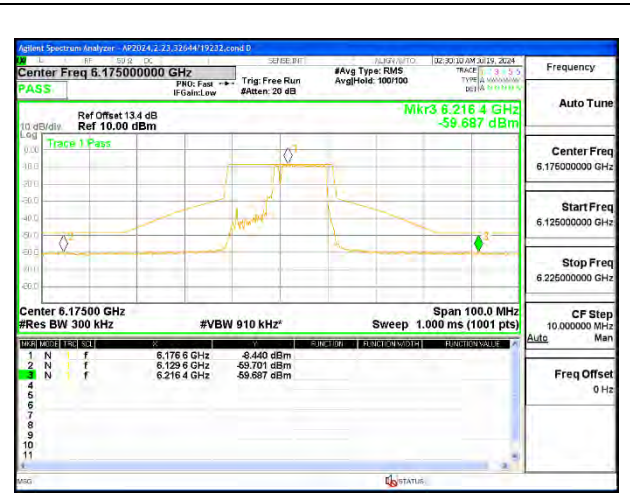 Agilent Spectrum Analyzer - AP2024,2.23,32644/19232,cond D
RF 50 Ω DC SENSE:INT ALIGN AUTO 02:30:10 AM Jul 19, 2024
Center Freq 6.175000000 GHz
#Avg Type: RMS
TRACE 1 2 3 4 5 6
Frequency
PASS
PNO: Fast
Trig: Free Run
Avg|Hold: 100/100
TYPE
IFGain:Low
#Atten: 20 dB
DET
Auto Tune
Ref Offset 13.4 dB
Mkr3 6.216 4 GHz
10 dB/div
Ref 10.00 dBm
-59.687 dBm
Log
Trace 1 Pass
0.00
1
Center Freq
6.175000000 GHz
Start Freq
6.125000000 GHz
2
3
Stop Freq
6.225000000 GHz
Center 6.17500 GHz
Span 100.0 MHz
#Res BW 300 kHz
#VBW 910 kHz*
Sweep 1.000 ms (1001 pts)
CF Step
10.000000 MHz
Auto Man
MKR MODE TRC SCL X Y FUNCTION FUNCTION WIDTH FUNCTION VALUE
1 N f 6.176 6 GHz -8.440 dBm
2 N f 6.129 6 GHz -59.701 dBm
3 N f 6.216 4 GHz -59.687 dBm
4
5
6
7
8
9
10
11
Freq Offset
0 Hz
MSG
STATUS